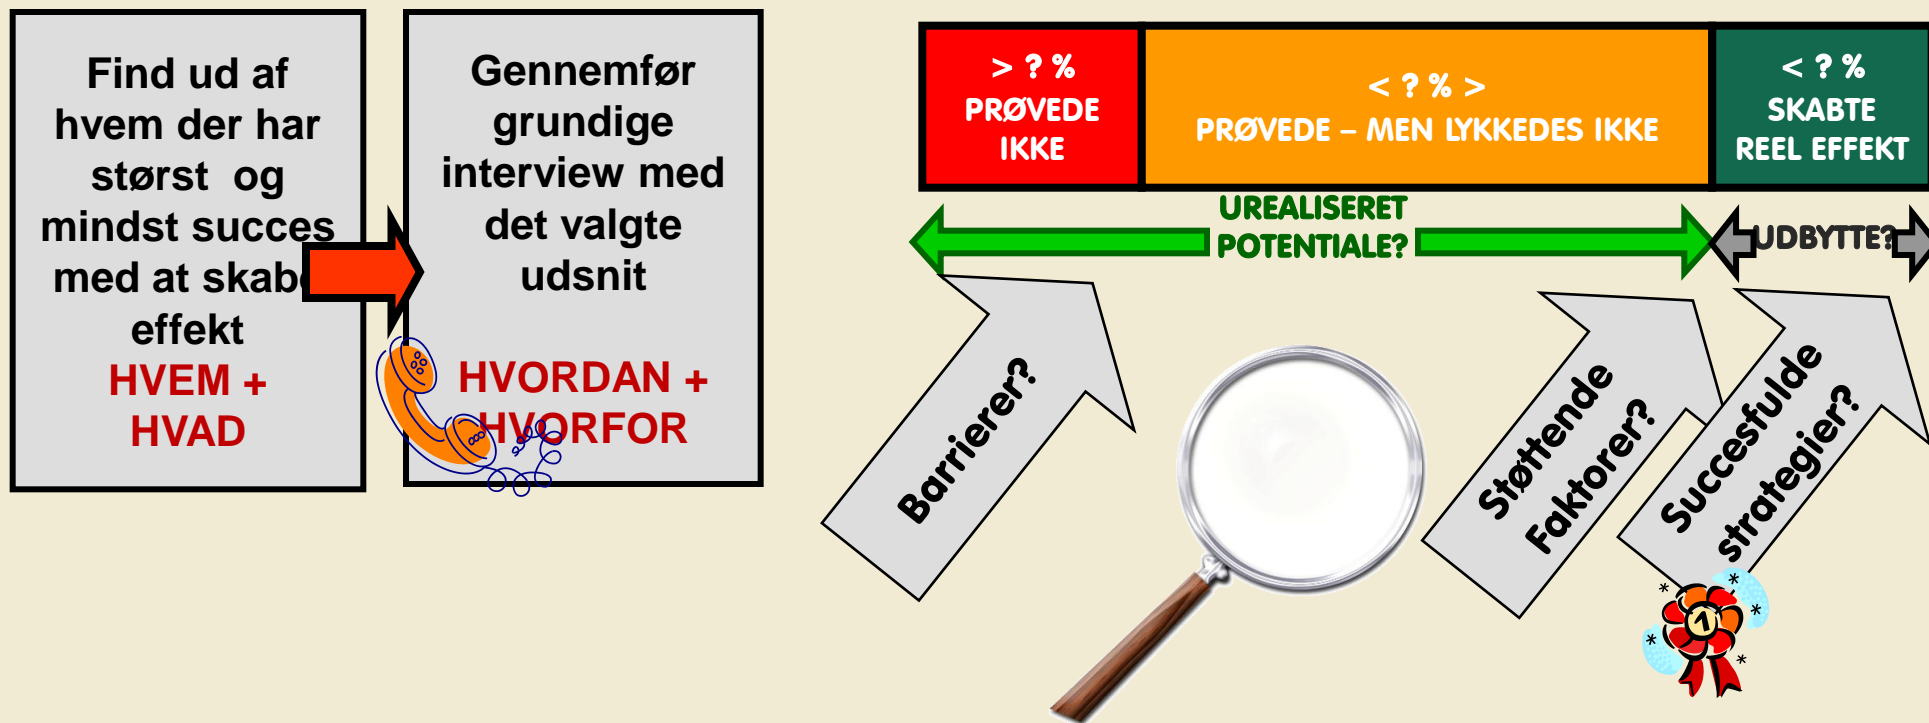 Find ud af
hvem der har
størst og
mindst succes
med at skabe
effekt
HVEM +
HVAD
Gennemfør
grundige
interview med
det valgte
udsnit
HVORDAN +
HVORFOR
> ? %
PRØVEDE
IKKE
< ? % >
PRØVEDE – MEN LYKKEDES IKKE
< ? %
SKABTE
REEL EFFEKT
UREALISERET
POTENTIALE?
UDBYTTE?
Barrierer?
Støttende
Faktorer?
Succesfulde
strategier?
1